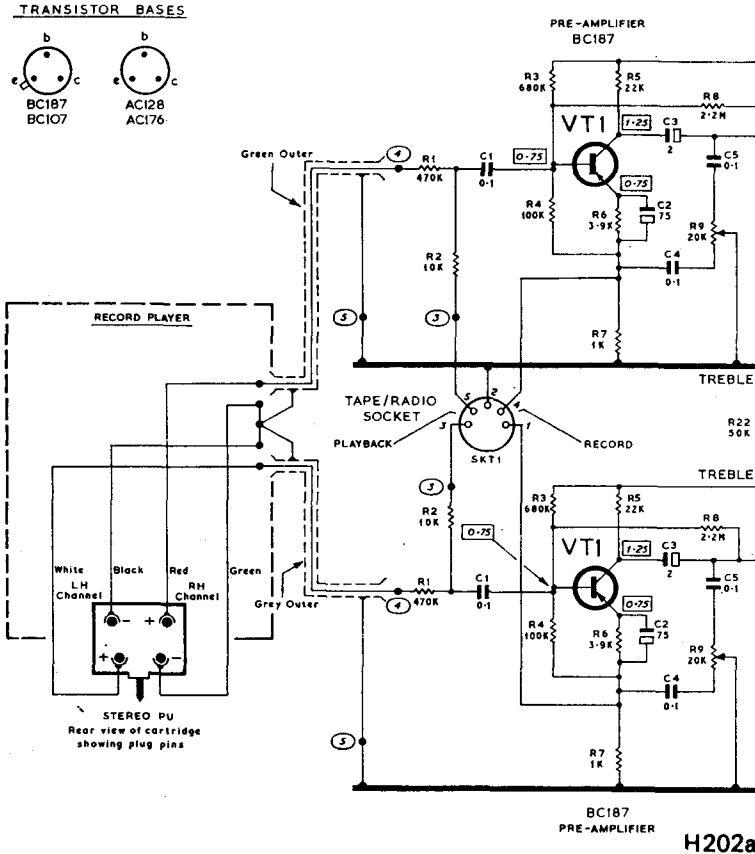 TRANSISTOR BASES
b
e
c
BC187
BC107
b
e
c
AC128
AC176
PRE-AMPLIFIER
BC187
R3
680K
R5
22K
R8
2·2M
VT1
1·25
C3
2
C5
0·1
Green Outer
4
R1
470K
C1
0·1
0·75
0·75
R4
100K
R6
3·9K
C2
75
R9
20K
R2
10K
C4
0·1
5
3
R7
1K
RECORD PLAYER
TREBLE
TAPE/RADIO
SOCKET
PLAYBACK
5
2
4
3
1
RECORD
SKT1
R22
50K
TREBLE
3
R2
10K
R3
680K
R5
22K
R8
2·2M
0·75
VT1
1·25
C3
2
C5
0·1
White
Black
Red
Green
LH
Channel
RH
Channel
Grey Outer
4
R1
470K
C1
0·1
0·75
R4
100K
R6
3·9K
C2
75
R9
20K
-
+
+
-
C4
0·1
STEREO PU
Rear view of cartridge
showing plug pins
5
R7
1K
BC187
PRE-AMPLIFIER
H202a